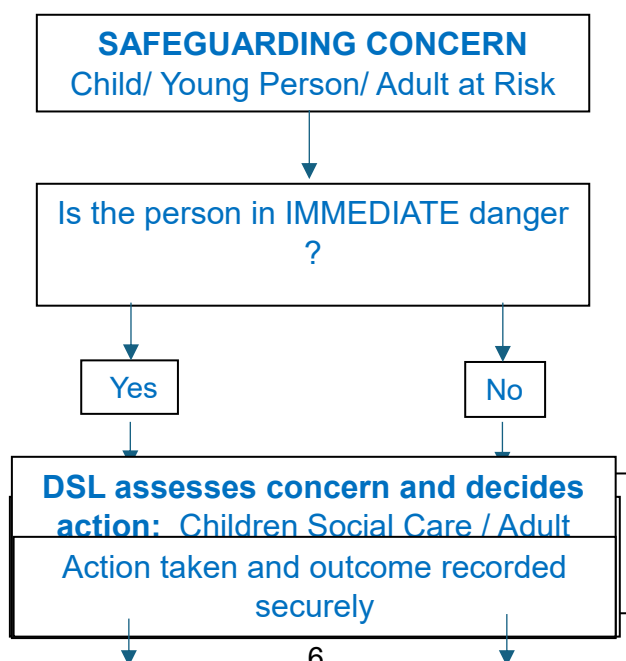 SAFEGUARDING CONCERN
Child/ Young Person/ Adult at Risk
Is the person in IMMEDIATE danger
?
Yes
No
DSL assesses concern and decides
action: Children Social Care / Adult
Action taken and outcome recorded
securely
6